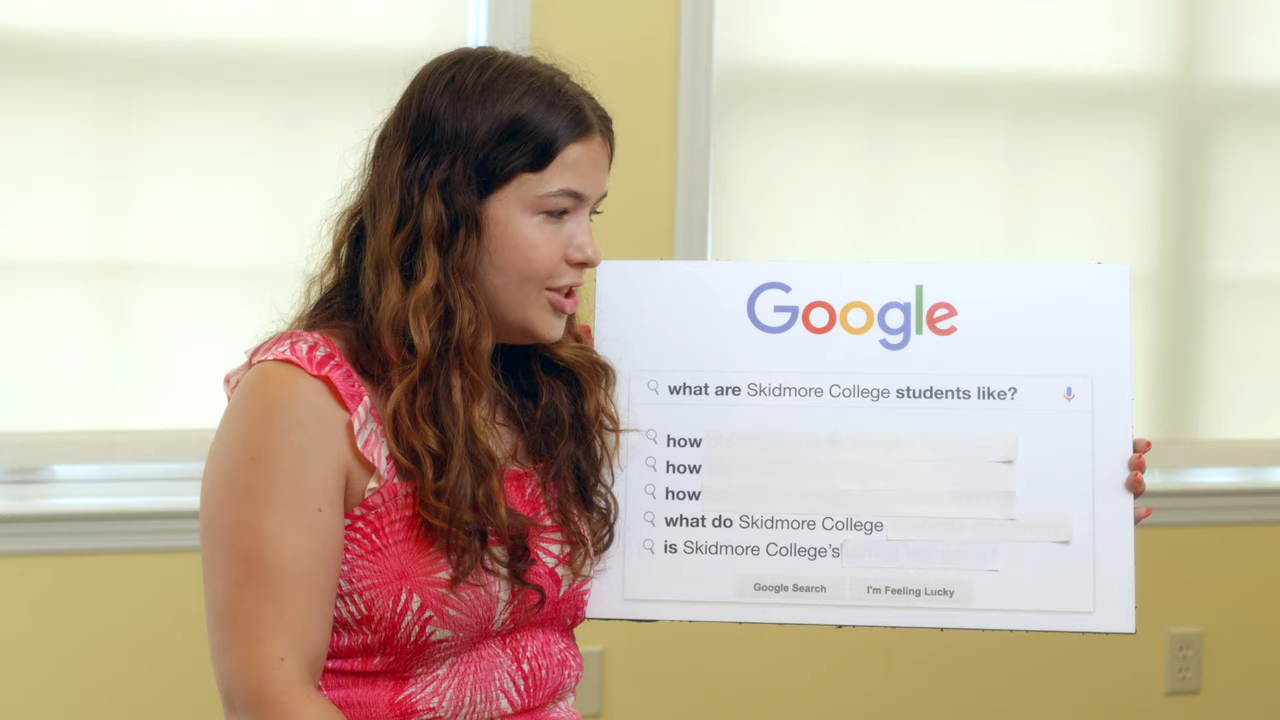 Google
what are Skidmore College students like?
how
how
how
what do Skidmore College
is Skidmore College's
Google Search
I'm Feeling Lucky